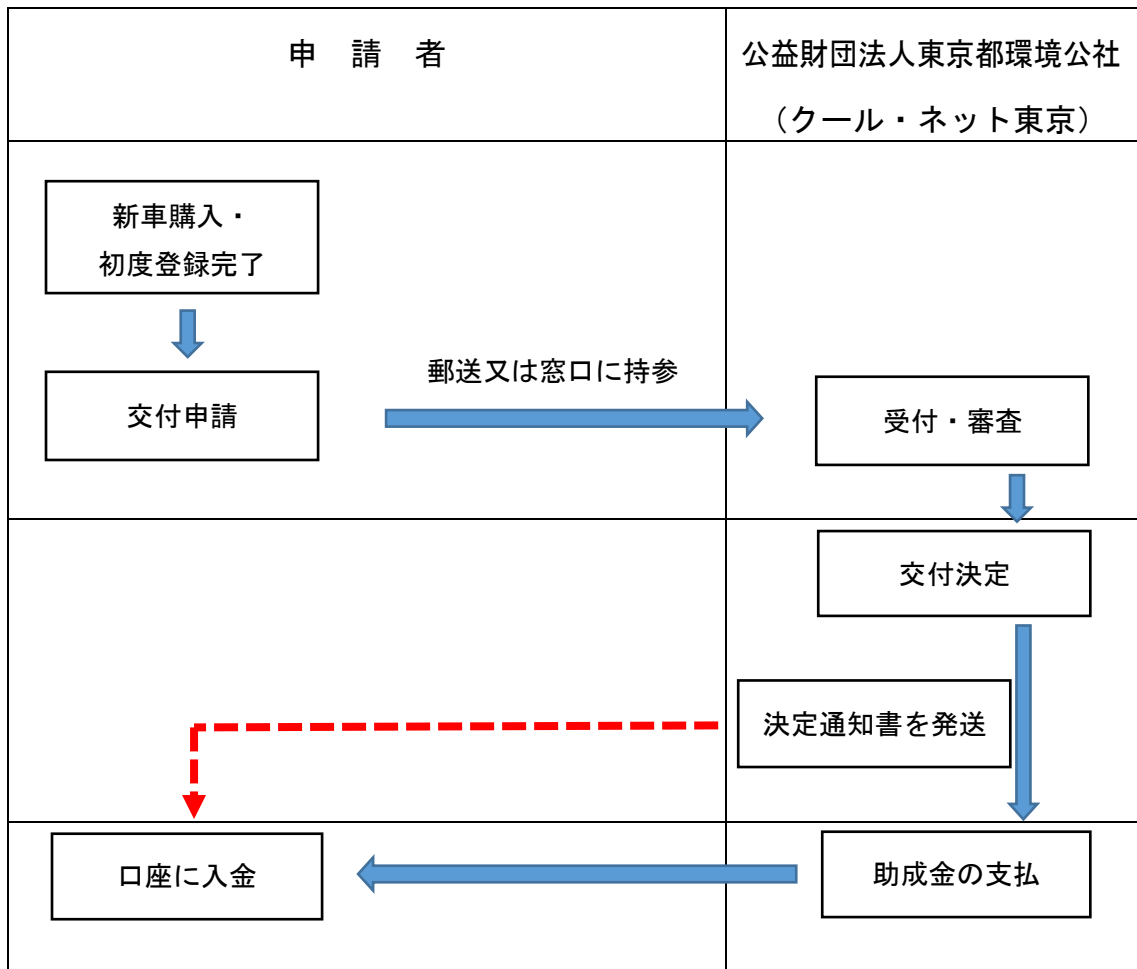 申 請 者
公益財団法人東京都環境公社
（クール・ネット東京）
新車購入・
初度登録完了
郵送又は窓口に持参
交付申請
受付・審査
交付決定
決定通知書を発送
口座に入金
助成金の支払